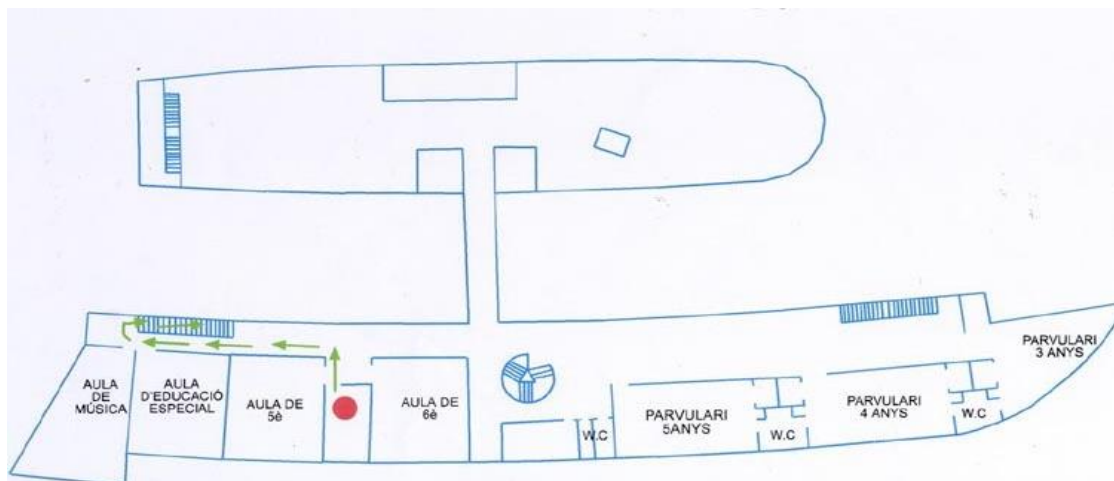 AULA
DE
MÚSICA
AULA
D'EDUCACIÓ
ESPECIAL
AULA DE
5è
AULA DE
6è
W.C
PARVULARI
5ANYS
W.C
PARVULARI
4 ANYS
W.C
PARVULARI
3 ANYS